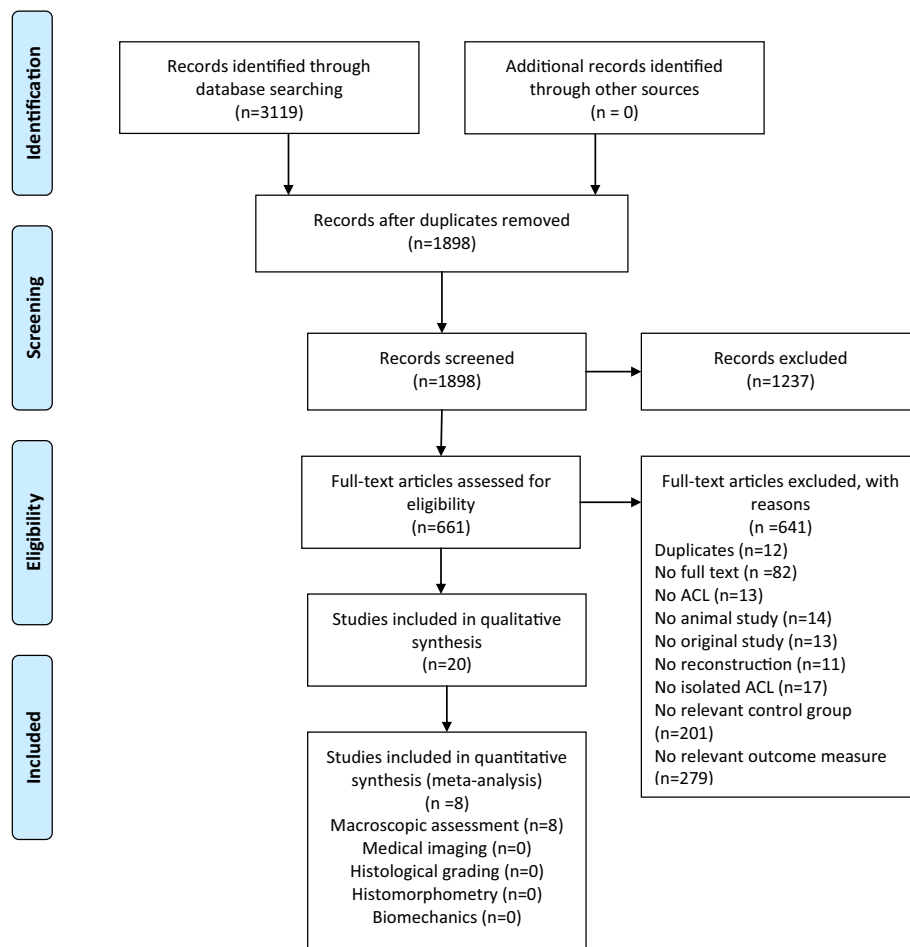 Identification
Records identified through
database searching
(n=3119)
Additional records identified
through other sources
(n = 0)
Records after duplicates removed
(n=1898)
Screening
Records screened
(n=1898)
Records excluded
(n=1237)
Eligibility
Full-text articles assessed for
eligibility
(n=661)
Full-text articles excluded, with
reasons
(n =641)
Duplicates (n=12)
No full text (n =82)
No ACL (n=13)
No animal study (n=14)
No original study (n=13)
No reconstruction (n=11)
No isolated ACL (n=17)
No relevant control group
(n=201)
No relevant outcome measure
(n=279)
Studies included in qualitative
synthesis
(n=20)
Included
Studies included in quantitative
synthesis (meta-analysis)
(n =8)
Macroscopic assessment (n=8)
Medical imaging (n=0)
Histological grading (n=0)
Histomorphometry (n=0)
Biomechanics (n=0)